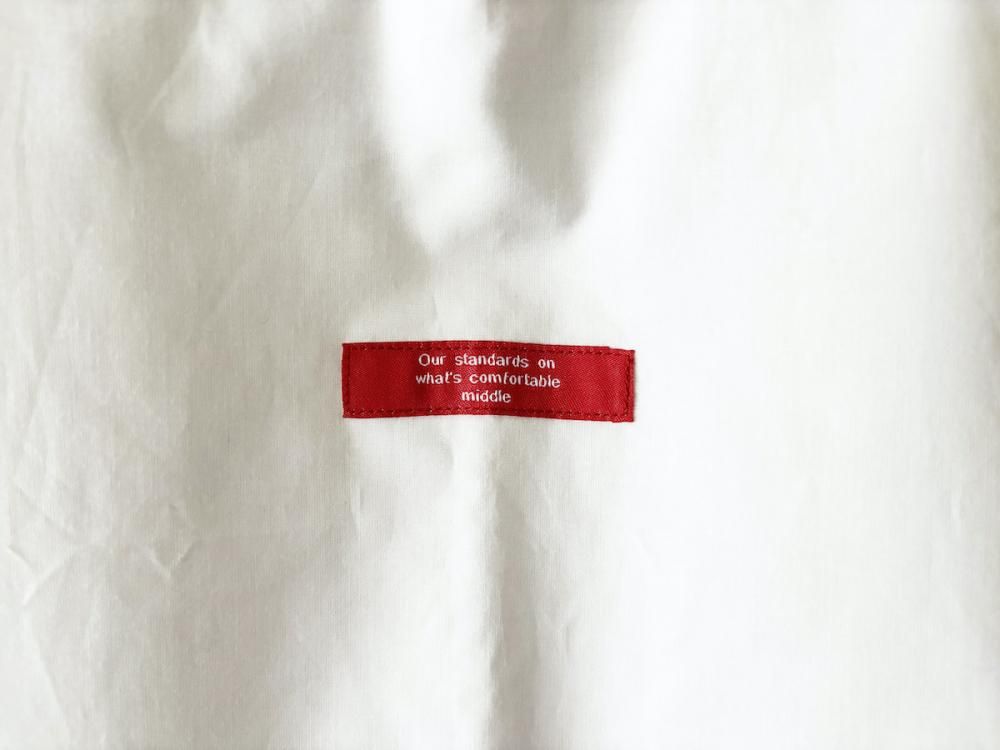 Our standards on
what's comfortable
middle